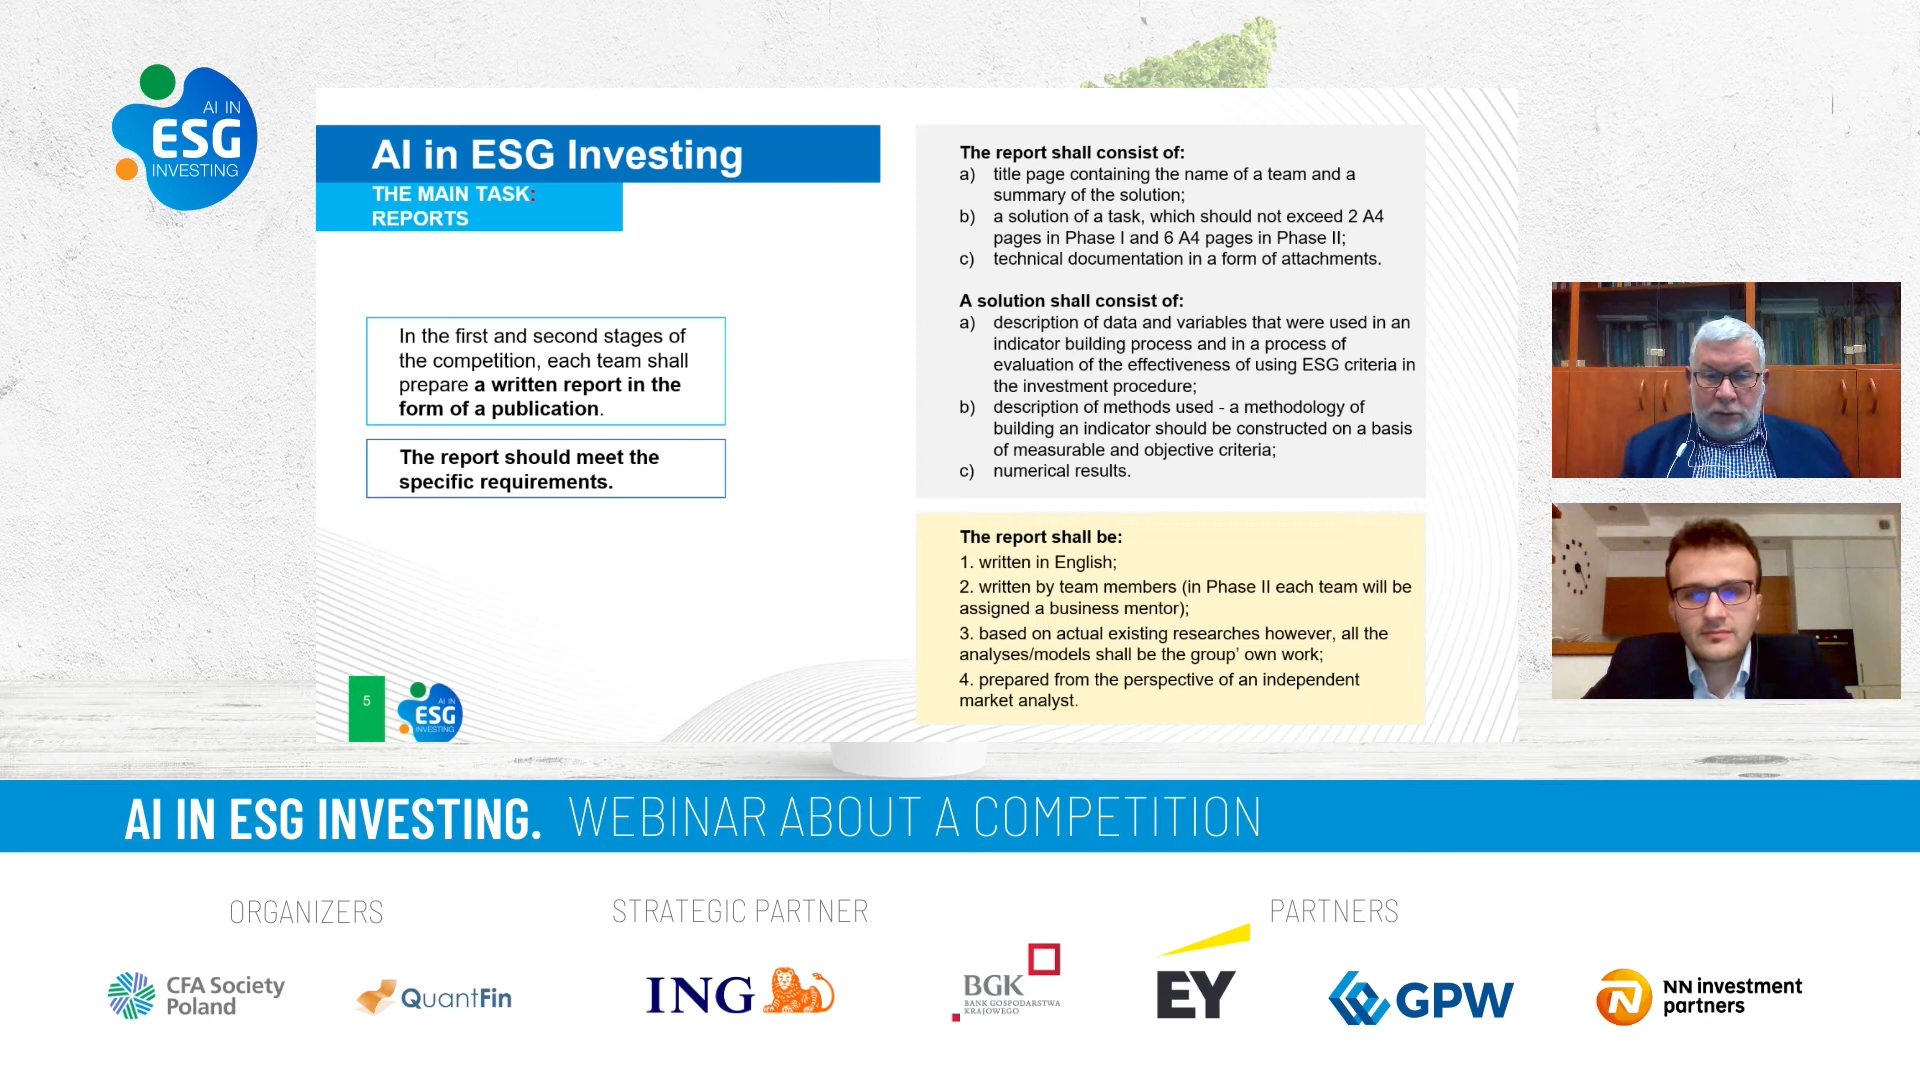 AI IN
ESG
INVESTING
AI in ESG Investing
THE MAIN TASK:
REPORTS
In the first and second stages of
the competition, each team shall
prepare a written report in the
form of a publication.
The report should meet the
specific requirements.
5
AI IN
ESG
INVESTING
The report shall consist of:
a) title page containing the name of a team and a
summary of the solution;
b) a solution of a task, which should not exceed 2 A4
pages in Phase I and 6 A4 pages in Phase II;
c) technical documentation in a form of attachments.
A solution shall consist of:
a) description of data and variables that were used in an
indicator building process and in a process of
evaluation of the effectiveness of using ESG criteria in
the investment procedure;
b) description of methods used - a methodology of
building an indicator should be constructed on a basis
of measurable and objective criteria;
c) numerical results.
The report shall be:
1. written in English;
2. written by team members (in Phase II each team will be
assigned a business mentor);
3. based on actual existing researches however, all the
analyses/models shall be the group' own work;
4. prepared from the perspective of an independent
market analyst.
AI IN ESG INVESTING. WEBINAR ABOUT A COMPETITION
ORGANIZERS
STRATEGIC PARTNER
PARTNERS
CFA Society
Poland
QuantFin
ING
BGK
BANK GOSPODARSTWA
KRAJOWEGO
EY
GPW
NN investment
partners